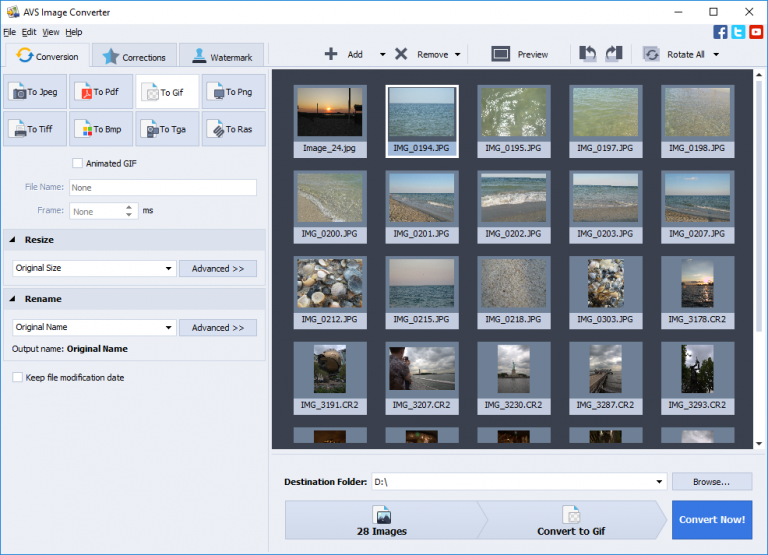 AVS Image Converter
File Edit View Help
Conversion Corrections Watermark
Add Remove Preview Rotate All
To Jpeg To Pdf To Gif To Png
To Tiff To Bmp To Tga To Ras
Animated GIF
File Name: None
Frame: None ms
Resize
Original Size Advanced >>
Rename
Original Name Advanced >>
Output name: Original Name
Keep file modification date
Image_24.jpg IMG_0194.JPG IMG_0195.JPG IMG_0197.JPG IMG_0198.JPG
IMG_0200.JPG IMG_0201.JPG IMG_0202.JPG IMG_0203.JPG IMG_0207.JPG
IMG_0212.JPG IMG_0215.JPG IMG_0218.JPG IMG_0303.JPG IMG_3178.CR2
IMG_3191.CR2 IMG_3207.CR2 IMG_3230.CR2 IMG_3287.CR2 IMG_3293.CR2
Destination Folder: D:\ Browse...
28 Images Convert to Gif Convert Now!